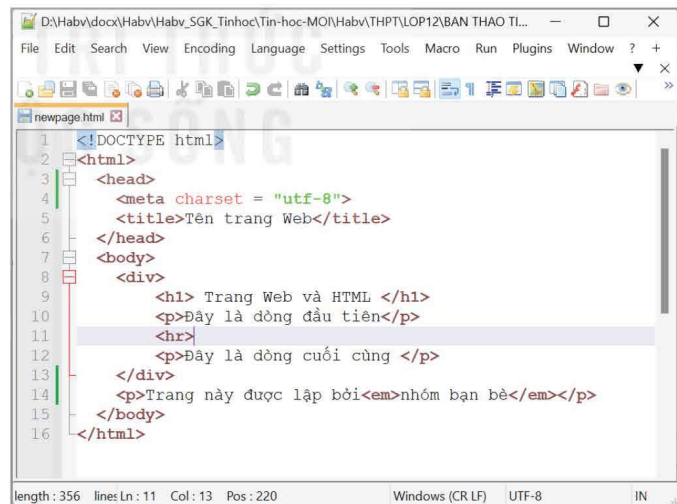 D:\Habv\docx\Habv\Habv_SGK_Tinhoc\Tin-hoc-MOI\Habv\THPT\LOP12\BAN THAO TI...
File Edit Search View Encoding Language Settings Tools Macro Run Plugins Window ? +
newpage.html
1 <!DOCTYPE html>
2 <html>
3 <head>
4 <meta charset = "utf-8">
5 <title>Tên trang Web</title>
6 </head>
7 <body>
8 <div>
9 <h1> Trang Web và HTML </h1>
10 <p>Đây là dòng đầu tiên</p>
11 <hr>
12 <p>Đây là dòng cuối cùng </p>
13 </div>
14 <p>Trang này được lập bởi<em>nhóm bạn bè</em></p>
15 </body>
16 </html>
length : 356 lines Ln : 11 Col : 13 Pos : 220 Windows (CR LF) UTF-8 IN